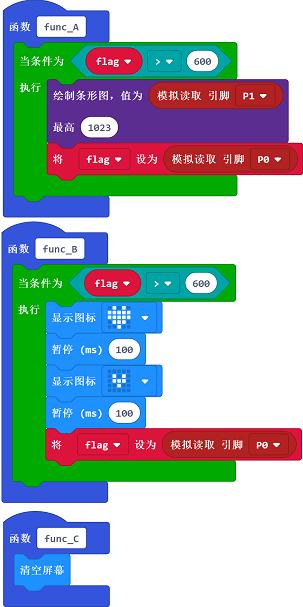 函数 func_A
当条件为 flag > 600
执行 绘制条形图，值为 模拟读取 引脚 P1
最高 1023
将 flag 设为 模拟读取 引脚 P0
函数 func_B
当条件为 flag > 600
执行
显示图标
暂停 (ms) 100
显示图标
暂停 (ms) 100
将 flag 设为 模拟读取 引脚 P0
函数 func_C
清空屏幕